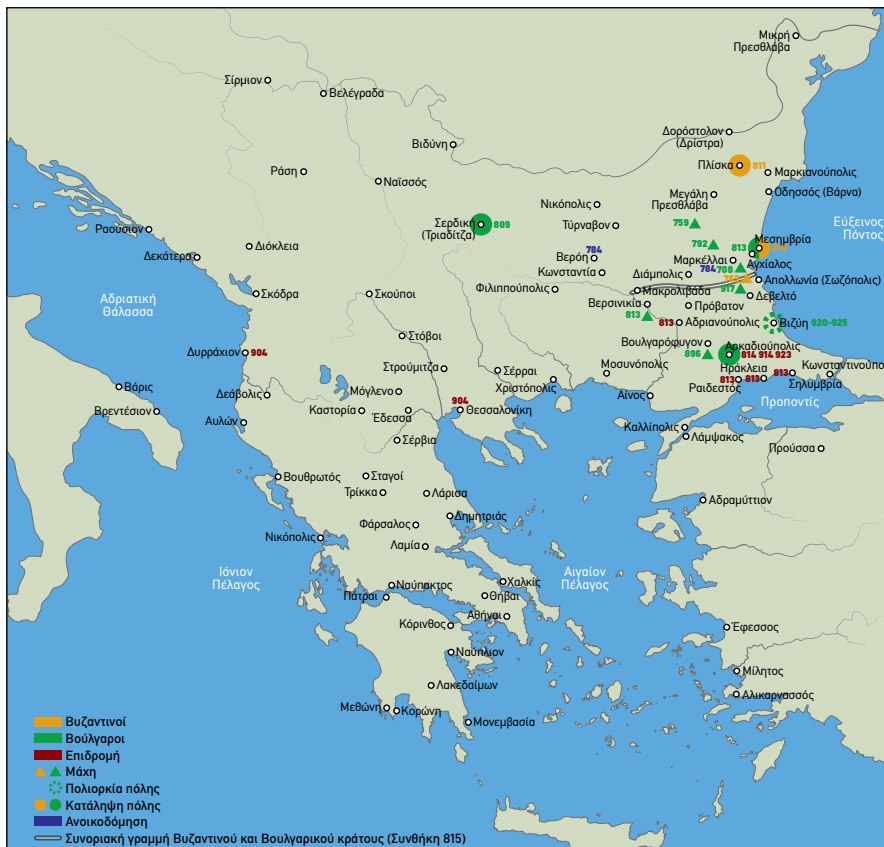 Μικρή
Πρεσθλάβα
Σίρμιον
Βελέγραδα
Βιδύνη
Δορόστολον
(Δρίστρα)
Πλίσκα
811
Μαρκιανούπολις
Ράση
Ναϊσσός
Μεγάλη
Πρεσθλάβα
Οδησσός (Βάρνα)
Νικόπολις
759
Εύξεινος
Πόντος
Σερδική
(Τριαδίτζα)
809
Τύρναβον
Ραούσιον
Διόκλεια
792
813
Μεσημβρία
812
Δεκάτερα
784
Βερόη
Μαρκέλλαι
Αγχίαλος
Κωνσταντία
Διάμπολις
784
708
763
Απολλωνία (Σωζόπολις)
Φιλιππούπολις
Μακρολιβάδα
917
Δεβελτό
Αδριατική
Θάλασσα
Σκόδρα
Σκούποι
Βερσινικία
Πρόβατον
813
813
Αδριανούπολις
Βιζύη
920-925
Στόβοι
Βουλγαρόφυγον
Αρκαδιούπολις
Δυρράχιον
904
896
814 914 923
Στρούμιτζα
Σέρραι
Μοσυνόπολις
Ηράκλεια
Κωνσταντινούπολις
813
813
813
Σηλυμβρία
Βάρις
Δεάβολις
Μόγλενο
Χριστόπολις
Ραιδεστός
Αίνος
Προποντίς
904
Βρεντέσιον
Καστορία
Έδεσσα
Θεσσαλονίκη
Αυλών
Καλλίπολις
Λάμψακος
Σέρβια
Προύσσα
Βουθρωτός
Σταγοί
Τρίκκα
Λάρισα
Αδραμύττιον
Δημητριάς
Φάρσαλος
Νικόπολις
Λαμία
Ιόνιον
Πέλαγος
Αιγαίον
Πέλαγος
Ναύπακτος
Χαλκίς
Πάτραι
Θήβαι
Αθήναι
Κόρινθος
Έφεσσος
Ναύπλιον
Μίλητος
Λακεδαίμων
Αλικαρνασσός
Μεθώνη
Κορώνη
Μονεμβασία
Βυζαντινοί
Βούλγαροι
Επιδρομή
Μάχη
Πολιορκία πόλης
Κατάληψη πόλης
Ανοικοδόμηση
Συνοριακή γραμμή Βυζαντινού και Βουλγαρικού κράτους (Συνθήκη 815)